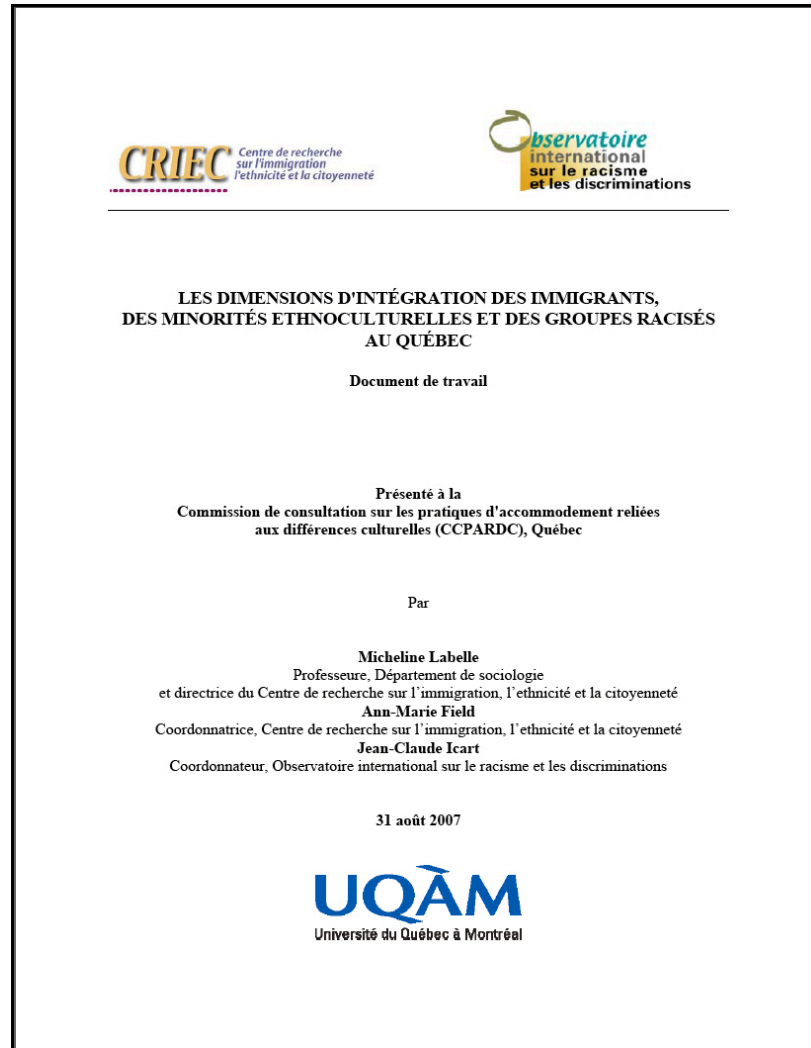 CRIEC
Centre de recherche
sur l'immigration
l'ethnicité et la citoyenneté
Observatoire
international
sur le racisme
et les discriminations
LES DIMENSIONS D'INTÉGRATION DES IMMIGRANTS,
DES MINORITÉS ETHNOCULTURELLES ET DES GROUPES RACISÉS
AU QUÉBEC
Document de travail
Présenté à la
Commission de consultation sur les pratiques d'accommodement reliées
aux différences culturelles (CCPARDC), Québec
Par
Micheline Labelle
Professeure, Département de sociologie
et directrice du Centre de recherche sur l'immigration, l'ethnicité et la citoyenneté
Ann-Marie Field
Coordonnatrice, Centre de recherche sur l'immigration, l'ethnicité et la citoyenneté
Jean-Claude Icart
Coordonnateur, Observatoire international sur le racisme et les discriminations
31 août 2007
UQÀM
Université du Québec à Montréal